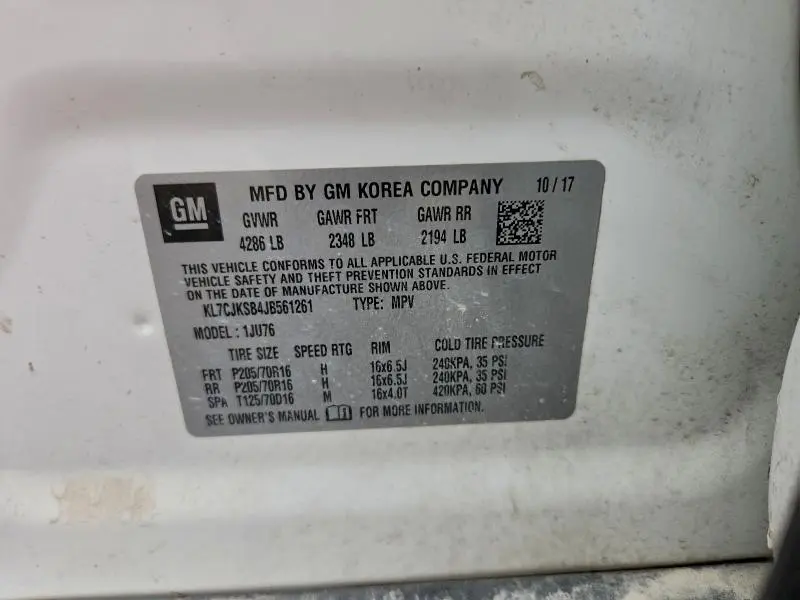 GM
MFD BY GM KOREA COMPANY 10/17
GVWR GAWR FRT GAWR RR
4286 LB 2348 LB 2194 LB
THIS VEHICLE CONFORMS TO ALL APPLICABLE U.S. FEDERAL MOTOR
VEHICLE SAFETY AND THEFT PREVENTION STANDARDS IN EFFECT
ON THE DATE OF MANUFACTURE SHOWN ABOVE.
KL7CJKSB4JB561261 TYPE: MPV
MODEL: 1JU76
TIRE SIZE SPEED RTG RIM COLD TIRE PRESSURE
FRT P205/70R16 H 16x6.5J 240KPA, 35 PSI
RR P205/70R16 H 16x6.5J 240KPA, 35 PSI
SPA T125/70D16 M 16x4.0T 420KPA, 60 PSI
SEE OWNER'S MANUAL FOR MORE INFORMATION.